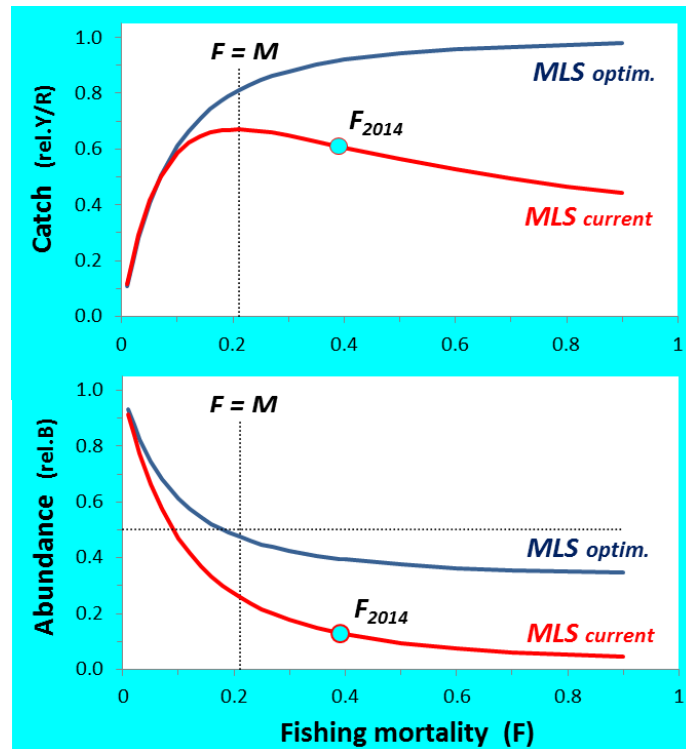 Catch (rel.Y/R)
1.0
0.8
0.6
0.4
0.2
0.0
F = M
MLS optim.
F2014
MLS current
0
0.2
0.4
0.6
0.8
1
Abundance (rel.B)
1.0
0.8
0.6
0.4
0.2
0.0
F = M
MLS optim.
F2014
MLS current
0
0.2
0.4
0.6
0.8
1
Fishing mortality (F)